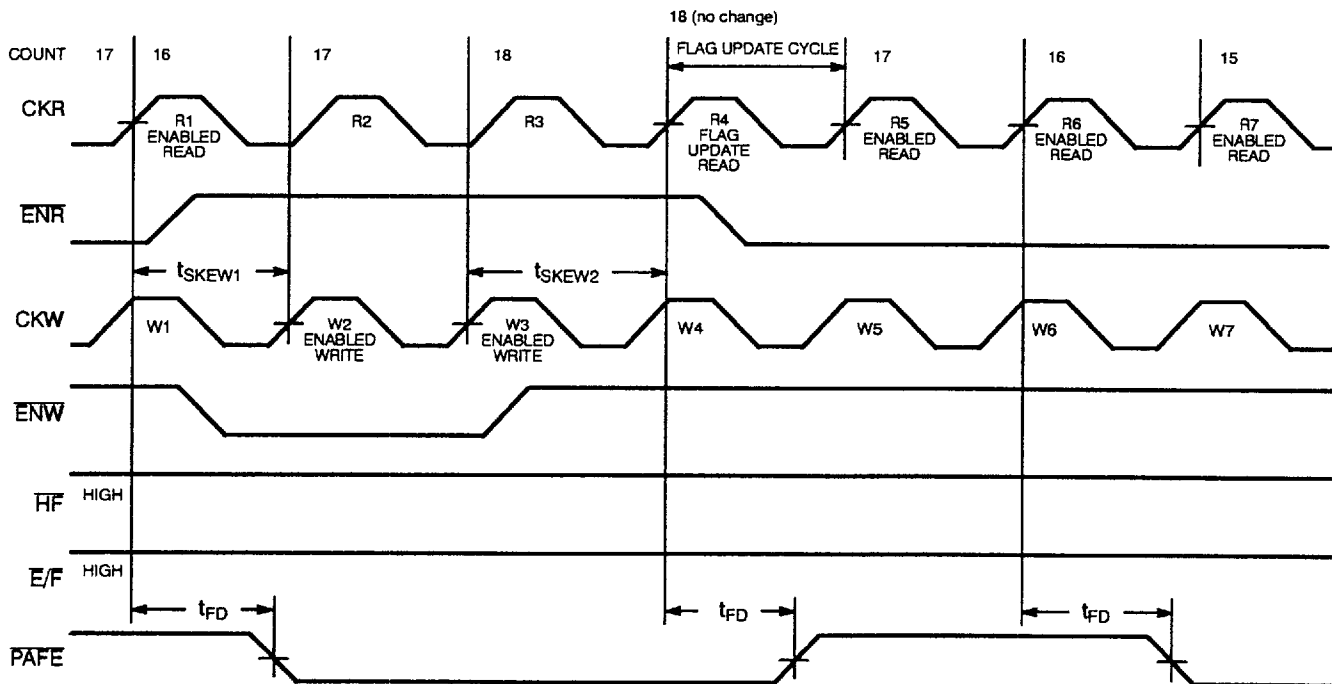 18 (no change)
COUNT 17 16 17 18 FLAG UPDATE CYCLE 17 16 15
CKR
R1 ENABLED READ
R2
R3
R4 FLAG UPDATE READ
R5 ENABLED READ
R6 ENABLED READ
R7 ENABLED READ
ENR
tSKEW1 tSKEW2
CKW
W1
W2 ENABLED WRITE
W3 ENABLED WRITE
W4
W5
W6
W7
ENW
HF HIGH
E/F HIGH
tFD tFD tFD
PAFE